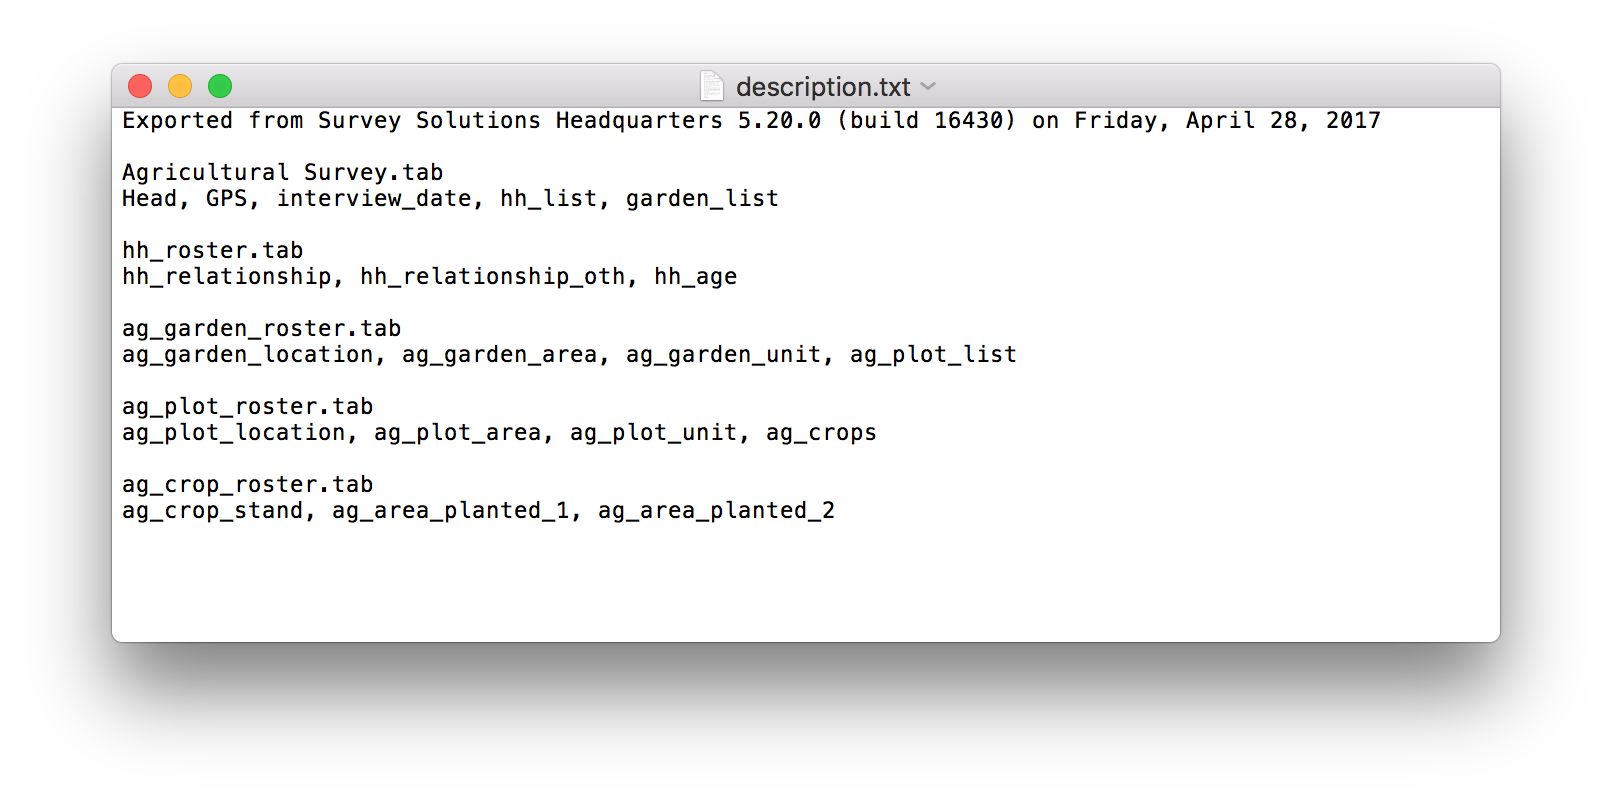 description.txt
Exported from Survey Solutions Headquarters 5.20.0 (build 16430) on Friday, April 28, 2017
Agricultural Survey.tab
Head, GPS, interview_date, hh_list, garden_list
hh_roster.tab
hh_relationship, hh_relationship_oth, hh_age
ag_garden_roster.tab
ag_garden_location, ag_garden_area, ag_garden_unit, ag_plot_list
ag_plot_roster.tab
ag_plot_location, ag_plot_area, ag_plot_unit, ag_crops
ag_crop_roster.tab
ag_crop_stand, ag_area_planted_1, ag_area_planted_2